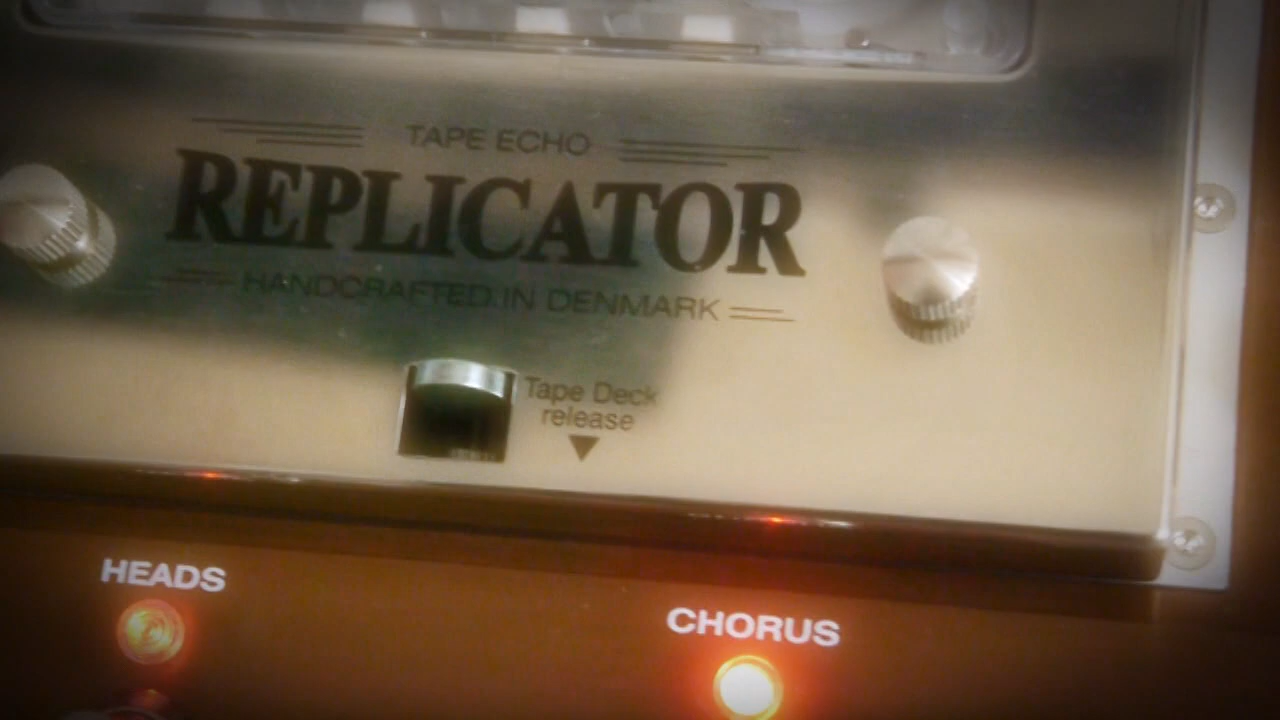 TAPE ECHO
REPLICATOR
HANDCRAFTED IN DENMARK
Tape Deck
release
HEADS
CHORUS